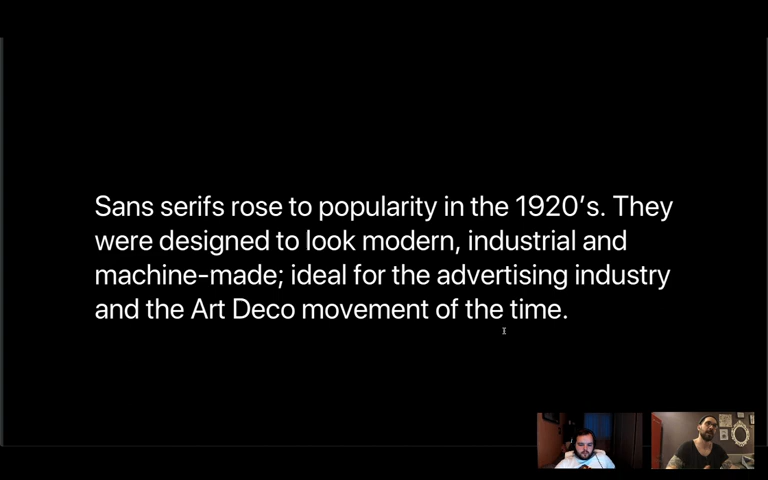 Sans serifs rose to popularity in the 1920's. They
were designed to look modern, industrial and
machine-made; ideal for the advertising industry
and the Art Deco movement of the time.